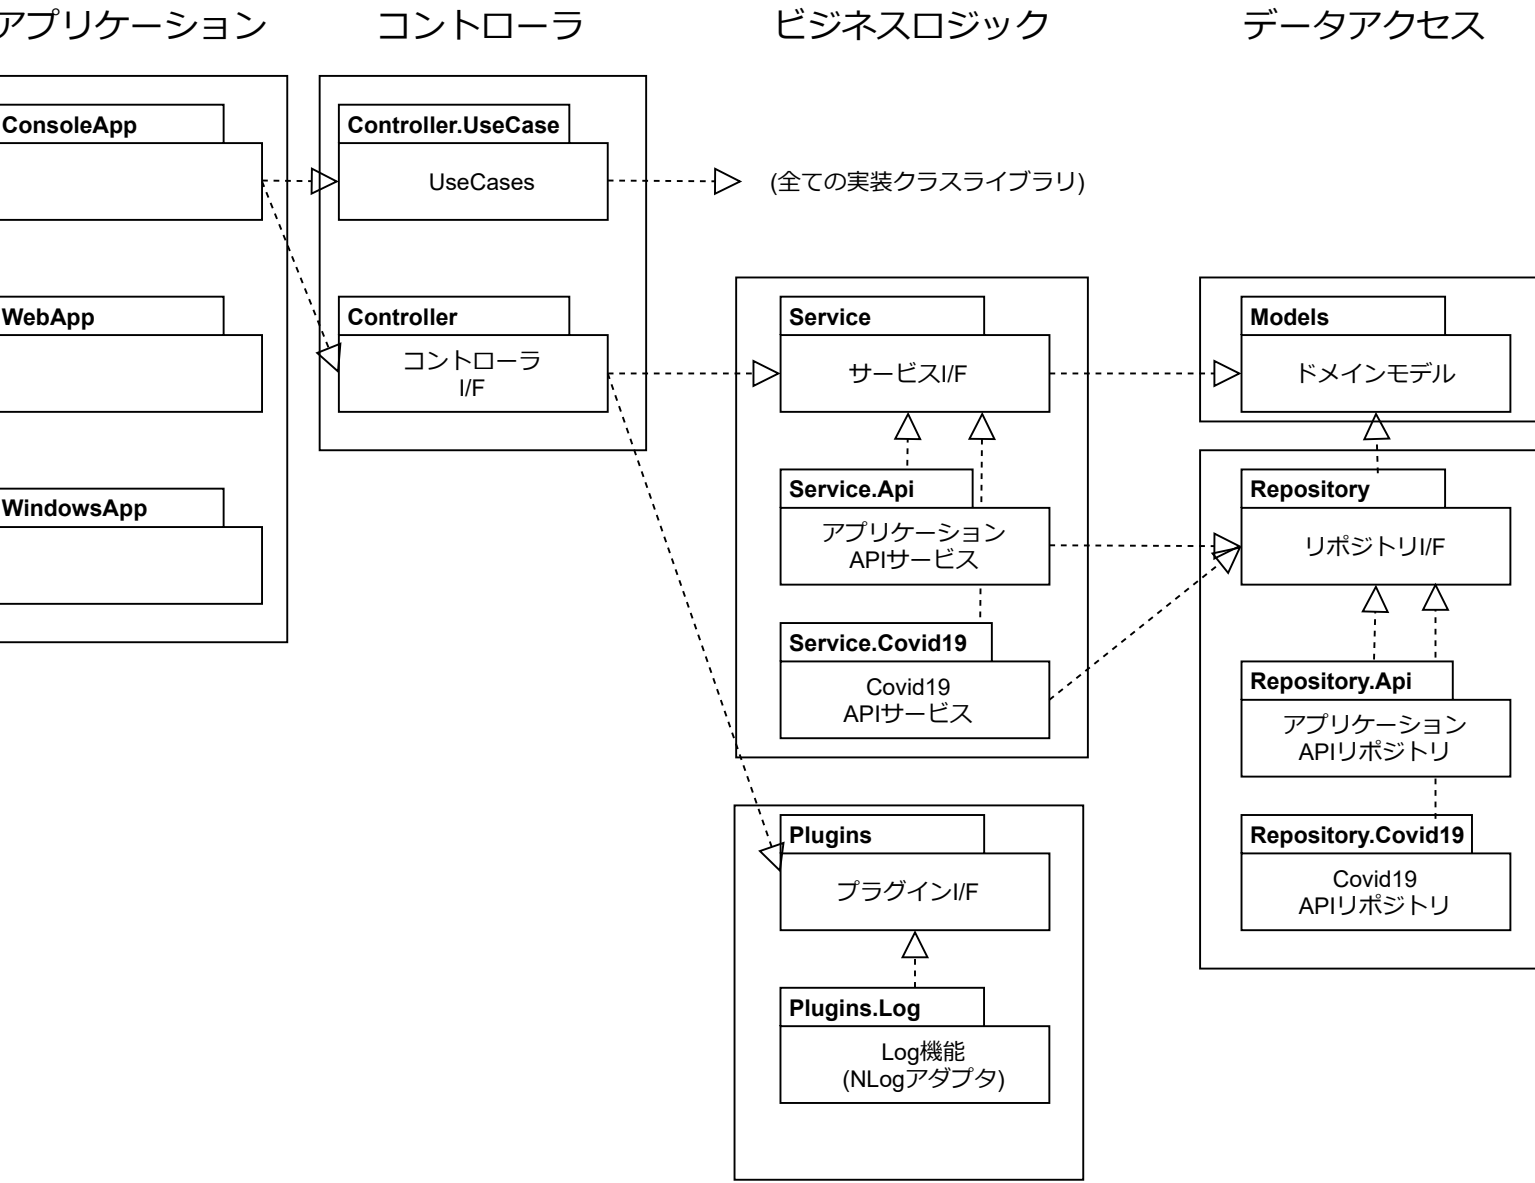 アプリケーション
コントローラ
ビジネスロジック
データアクセス
ConsoleApp
Controller.UseCase
UseCases
(全ての実装クラスライブラリ)
WebApp
Controller
コントローラ
I/F
Service
サービスI/F
Models
ドメインモデル
WindowsApp
Service.Api
アプリケーション
APIサービス
Repository
リポジトリI/F
Service.Covid19
Covid19
APIサービス
Repository.Api
アプリケーション
APIリポジトリ
Plugins
プラグインI/F
Repository.Covid19
Covid19
APIリポジトリ
Plugins.Log
Log機能
(NLogアダプタ)